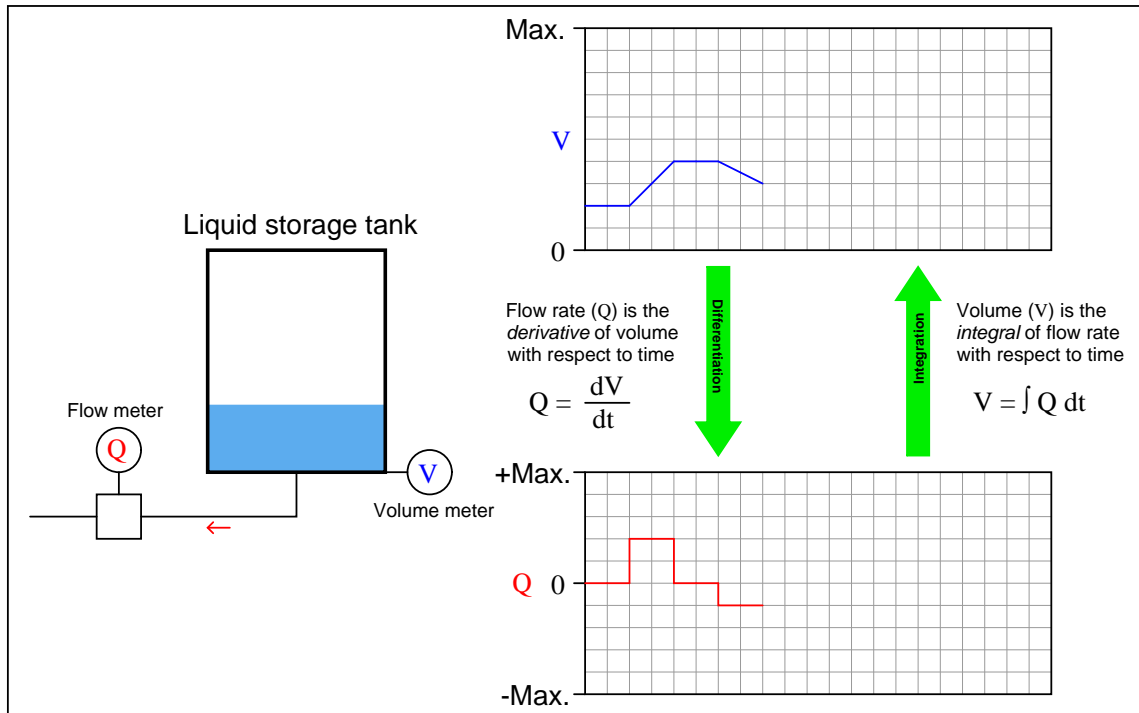 Max.
V
0
Liquid storage tank
Flow meter
Q
V
Volume meter
Flow rate (Q) is the
derivative of volume
with respect to time
Q = dV
dt
Differentiation
Integration
Volume (V) is the
integral of flow rate
with respect to time
V = ∫ Q dt
+Max.
Q 0
-Max.